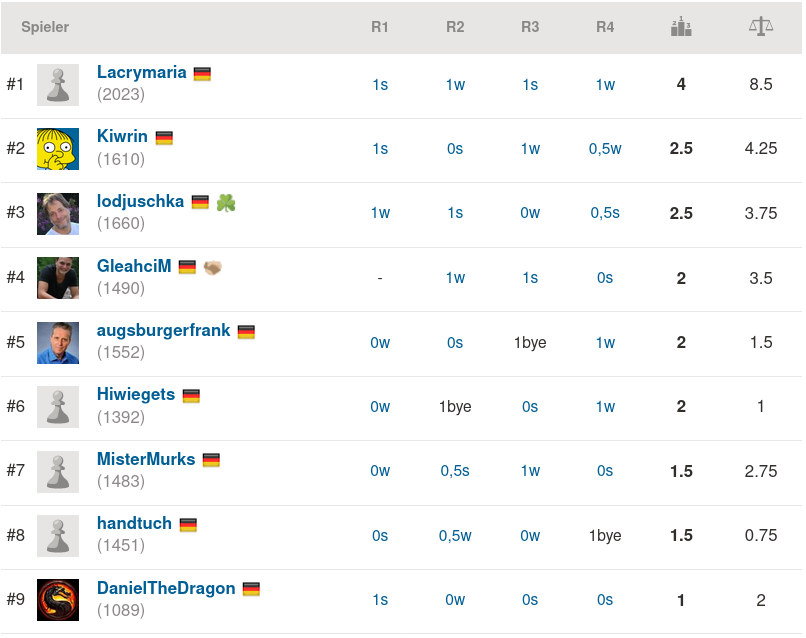 Spieler R1 R2 R3 R4
#1 Lacrymaria 1s 1w 1s 1w 4 8.5
(2023)
#2 Kiwrin 1s 0s 1w 0,5w 2.5 4.25
(1610)
#3 lodjuschka 1w 1s 0w 0,5s 2.5 3.75
(1660)
#4 GleahciM - 1w 1s 0s 2 3.5
(1490)
#5 augsburgerfrank 0w 0s 1bye 1w 2 1.5
(1552)
#6 Hiwiegets 0w 1bye 0s 1w 2 1
(1392)
#7 MisterMurks 0w 0,5s 1w 0s 1.5 2.75
(1483)
#8 handtuch 0s 0,5w 0w 1bye 1.5 0.75
(1451)
#9 DanielTheDragon 1s 0w 0s 0s 1 2
(1089)